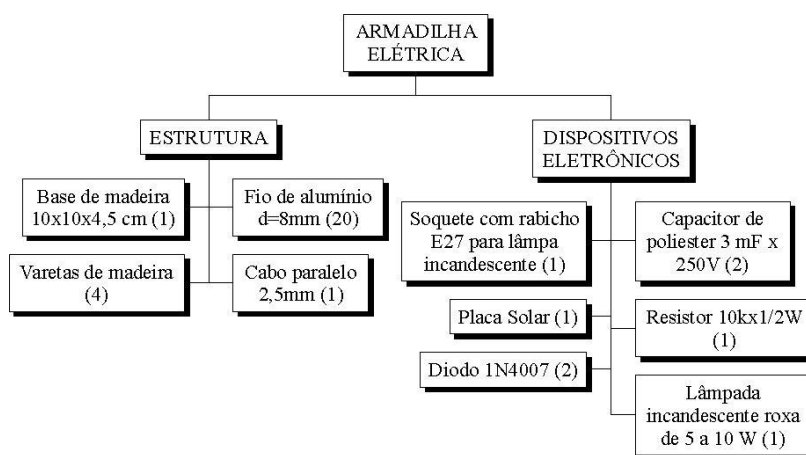 ARMADILHA
ELÉTRICA
ESTRUTURA
Base de madeira
10x10x4,5 cm (1)
Fio de alumínio
d=8mm (20)
Varetas de madeira
(4)
Cabo paralelo
2,5mm (1)
DISPOSITIVOS
ELETRÔNICOS
Soquete com rabicho
E27 para lâmpa
incandescente (1)
Capacitor de
poliester 3 mF x
250V (2)
Placa Solar (1)
Resistor 10kx1/2W
(1)
Diodo 1N4007 (2)
Lâmpada
incandescente roxa
de 5 a 10 W (1)